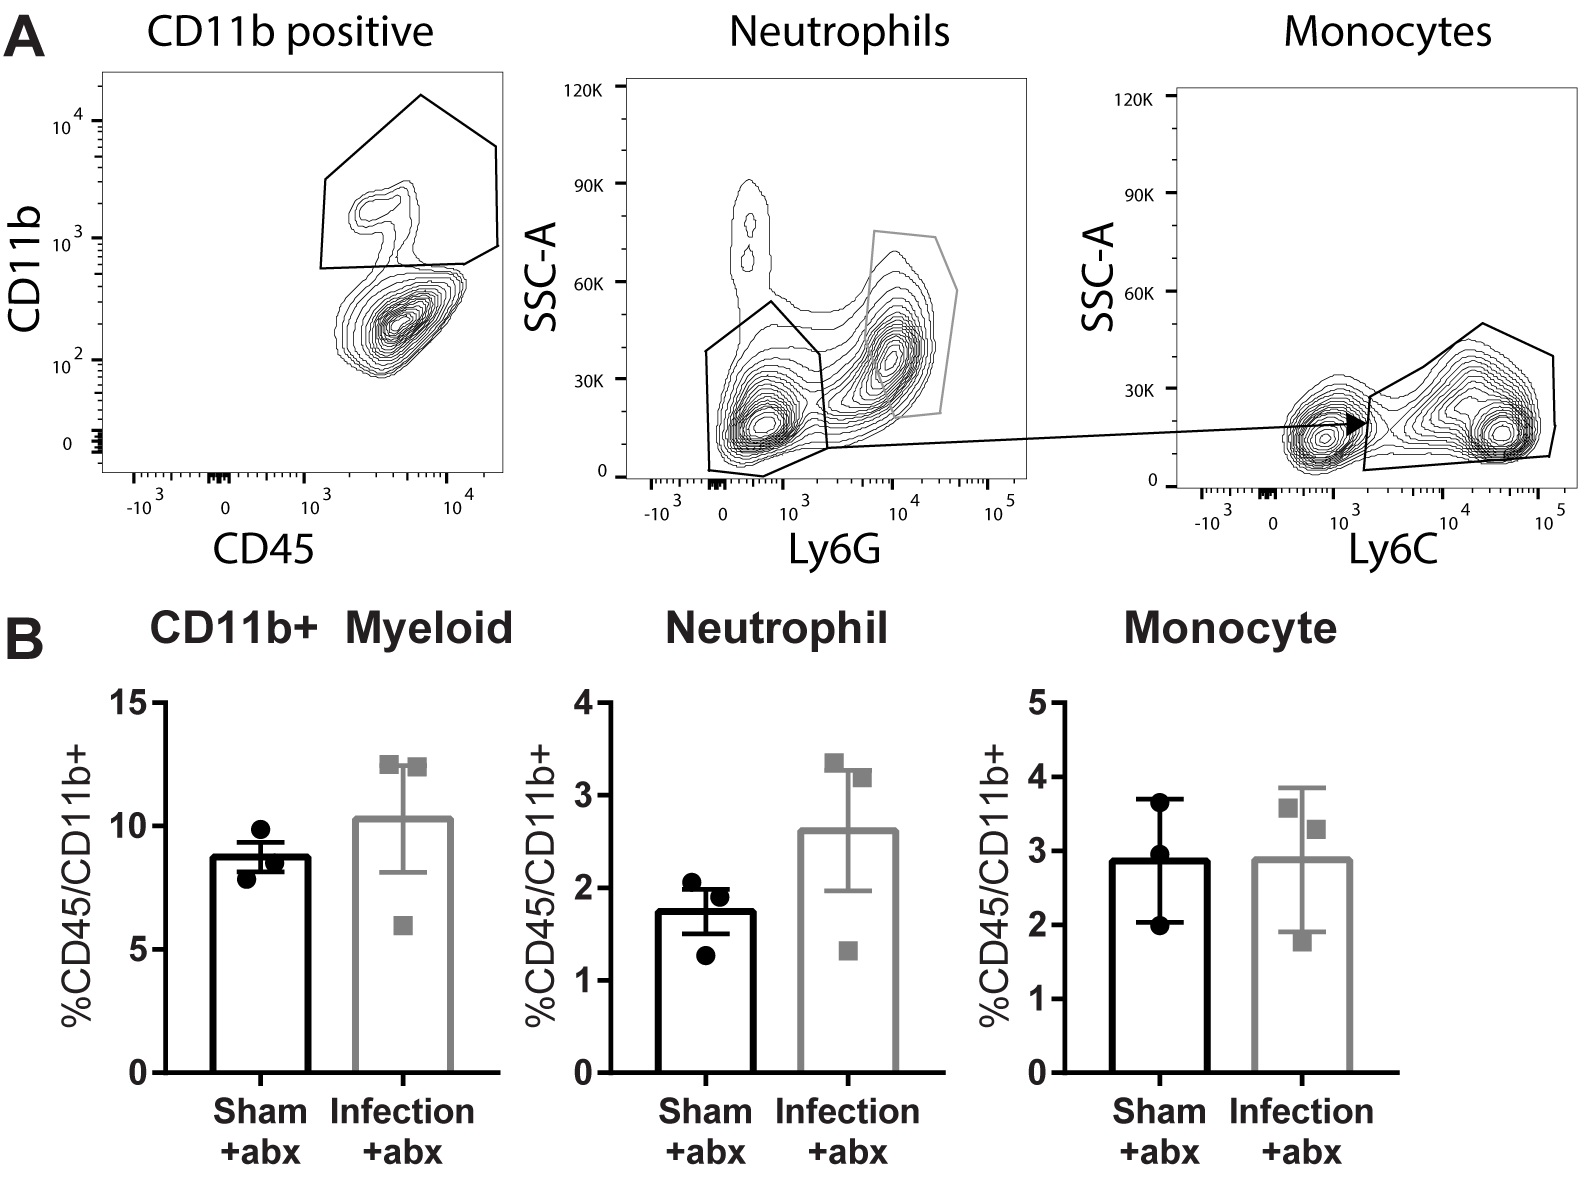 A
CD11b positive
Neutrophils
Monocytes
CD11b
10 4
10 3
10 2
0
-10 3
0
10 3
10 4
CD45
SSC-A
120K
90K
60K
30K
0
-10 3
0
10 3
10 4
10 5
Ly6G
SSC-A
120K
90K
60K
30K
0
-10 3
0
10 3
10 4
10 5
Ly6C
B
CD11b+ Myeloid
Neutrophil
Monocyte
%CD45/CD11b+
15
10
5
0
Sham
+abx
Infection
+abx
%CD45/CD11b+
4
3
2
1
0
Sham
+abx
Infection
+abx
%CD45/CD11b+
5
4
3
2
1
0
Sham
+abx
Infection
+abx